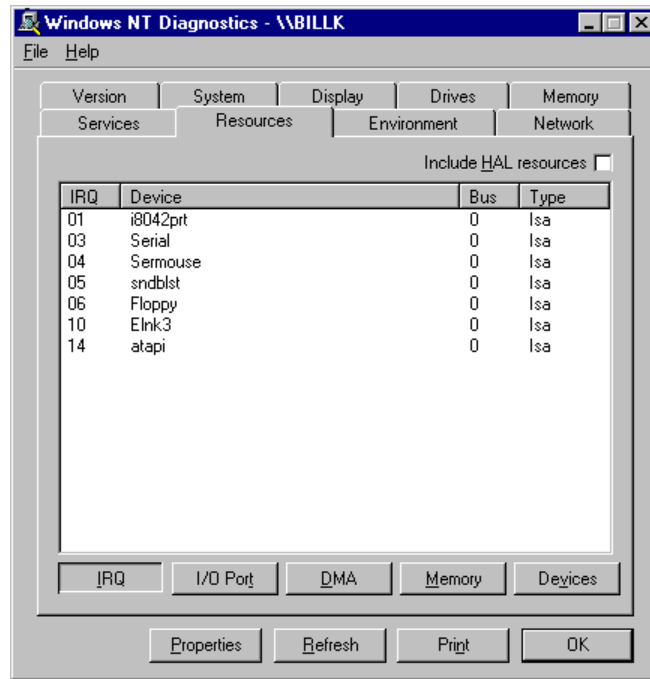 Windows NT Diagnostics - \\BILLK
File Help
Version System Display Drives Memory
Services Resources Environment Network
Include HAL resources
IRQ Device Bus Type
01 i8042prt 0 Isa
03 Serial 0 Isa
04 Sermouse 0 Isa
05 sndblst 0 Isa
06 Floppy 0 Isa
10 Elnk3 0 Isa
14 atapi 0 Isa
IRQ I/O Port DMA Memory Devices
Properties Refresh Print OK